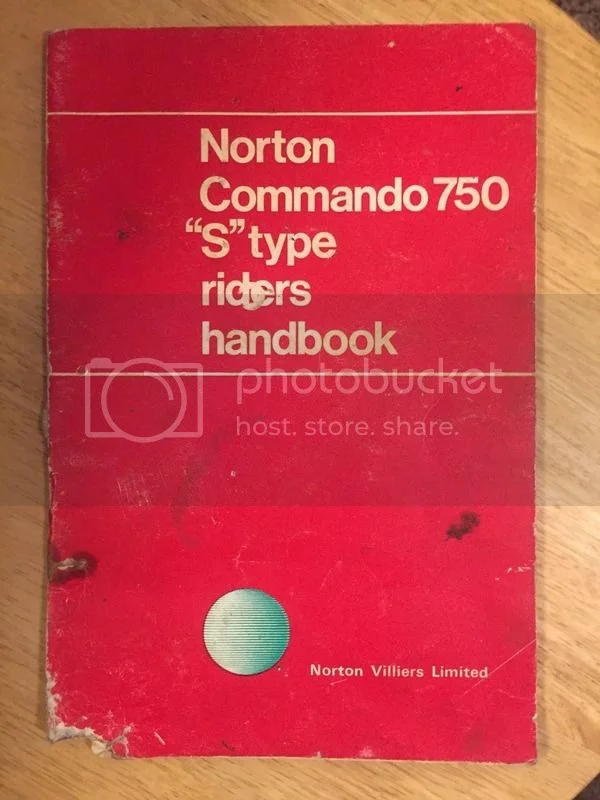 Norton
Commando 750
“S” type
riders
handbook
photobucket
host. store. share.
Norton Villiers Limited